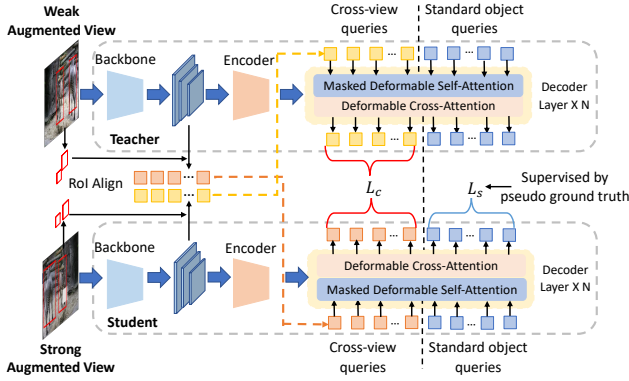 Weak
Augmented View
Cross-view
queries
Standard object
queries
Backbone
Encoder
...
...
Masked Deformable Self-Attention
Deformable Cross-Attention
Decoder
Layer X N
Teacher
...
...
RoI Align
...
...
L_c
L_s
Supervised by
pseudo ground truth
Backbone
Encoder
...
...
Deformable Cross-Attention
Masked Deformable Self-Attention
Decoder
Layer X N
Student
...
...
Strong
Augmented View
Cross-view
queries
Standard object
queries